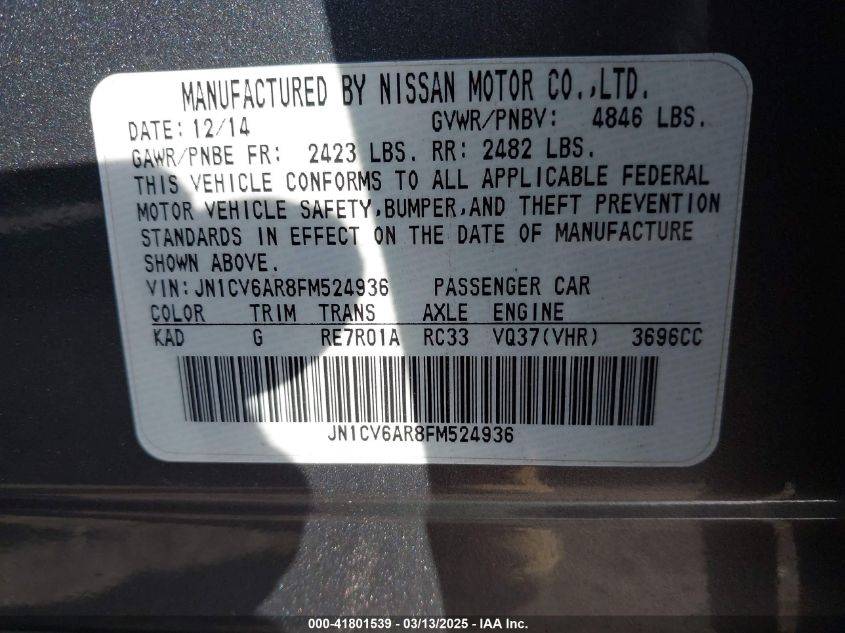 MANUFACTURED BY NISSAN MOTOR CO.,LTD.
DATE: 12/14 GVWR/PNBV: 4846 LBS.
GAWR/PNBE FR: 2423 LBS. RR: 2482 LBS.
THIS VEHICLE CONFORMS TO ALL APPLICABLE FEDERAL
MOTOR VEHICLE SAFETY,BUMPER,AND THEFT PREVENTION
STANDARDS IN EFFECT ON THE DATE OF MANUFACTURE
SHOWN ABOVE.
VIN:JN1CV6AR8FM524936 PASSENGER CAR
COLOR TRIM TRANS AXLE ENGINE
KAD G RE7R01A RC33 VQ37(VHR) 3696CC
JN1CV6AR8FM524936
000-41801539 - 03/13/2025 - IAA Inc.